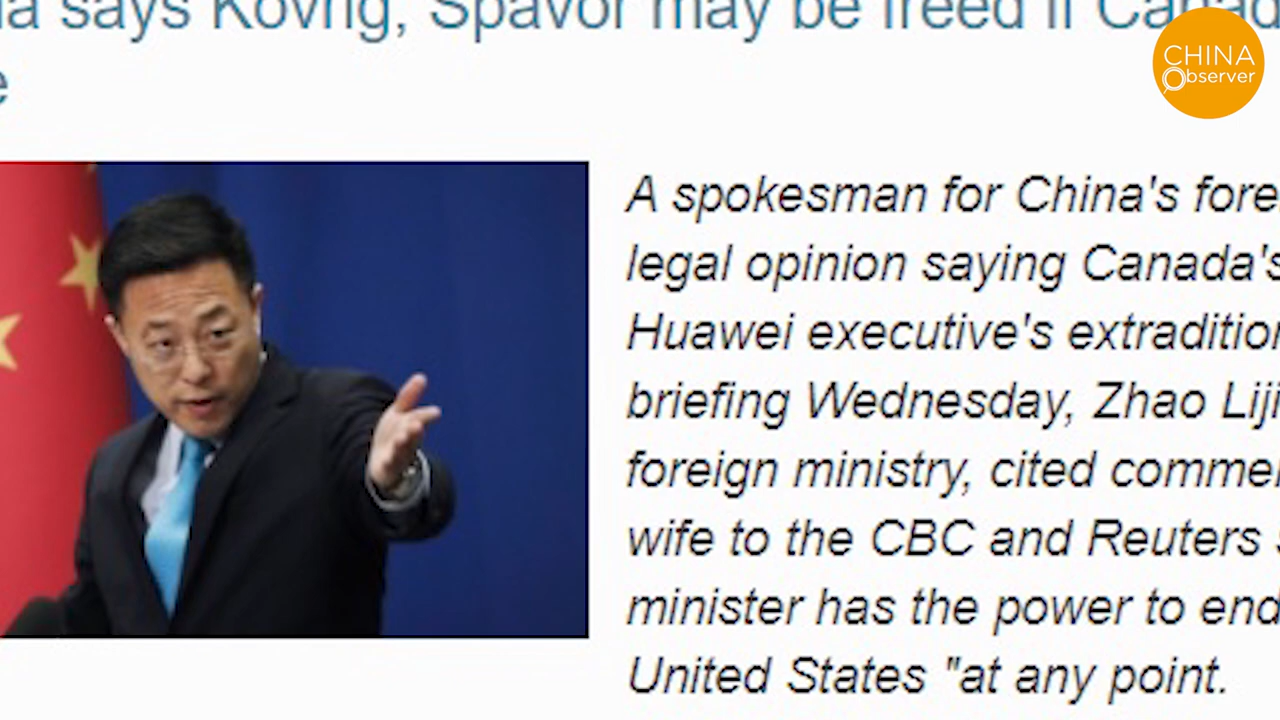 says Kovrig, Spavor may be freed if Canad
CHINA
Observer
A spokesman for China's fore
legal opinion saying Canada's
Huawei executive's extradition
briefing Wednesday, Zhao Liji
foreign ministry, cited commen
wife to the CBC and Reuters
minister has the power to end
United States "at any point.